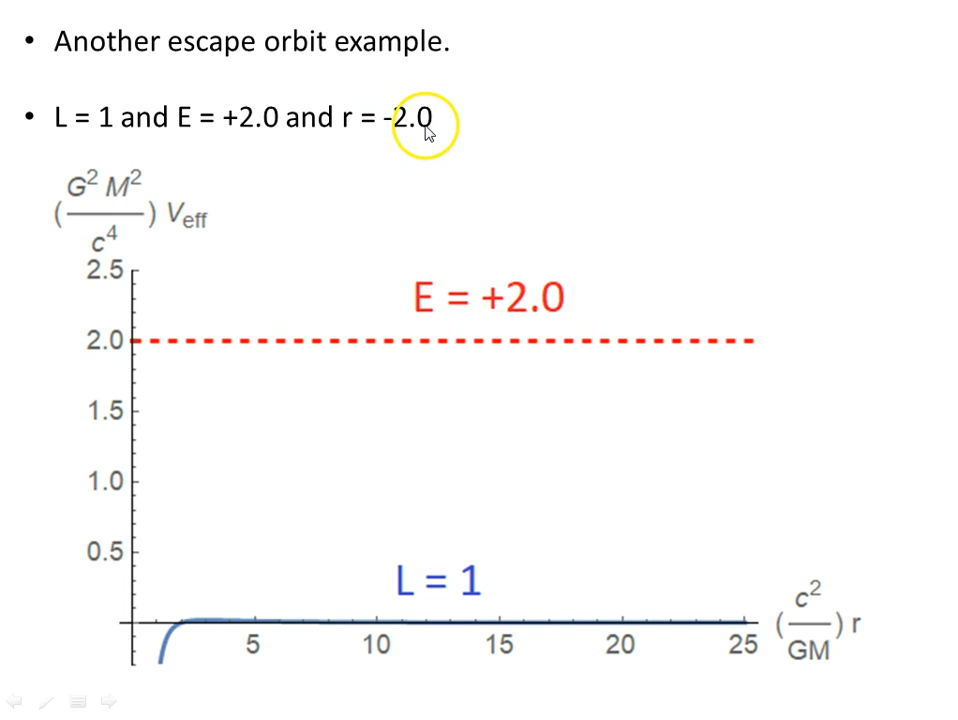 • Another escape orbit example.
• L = 1 and E = +2.0 and r = -2.0
(G² M² / c⁴) V_eff
2.5
E = +2.0
2.0
1.5
1.0
0.5
L = 1
5 10 15 20 25
(c² / GM) r